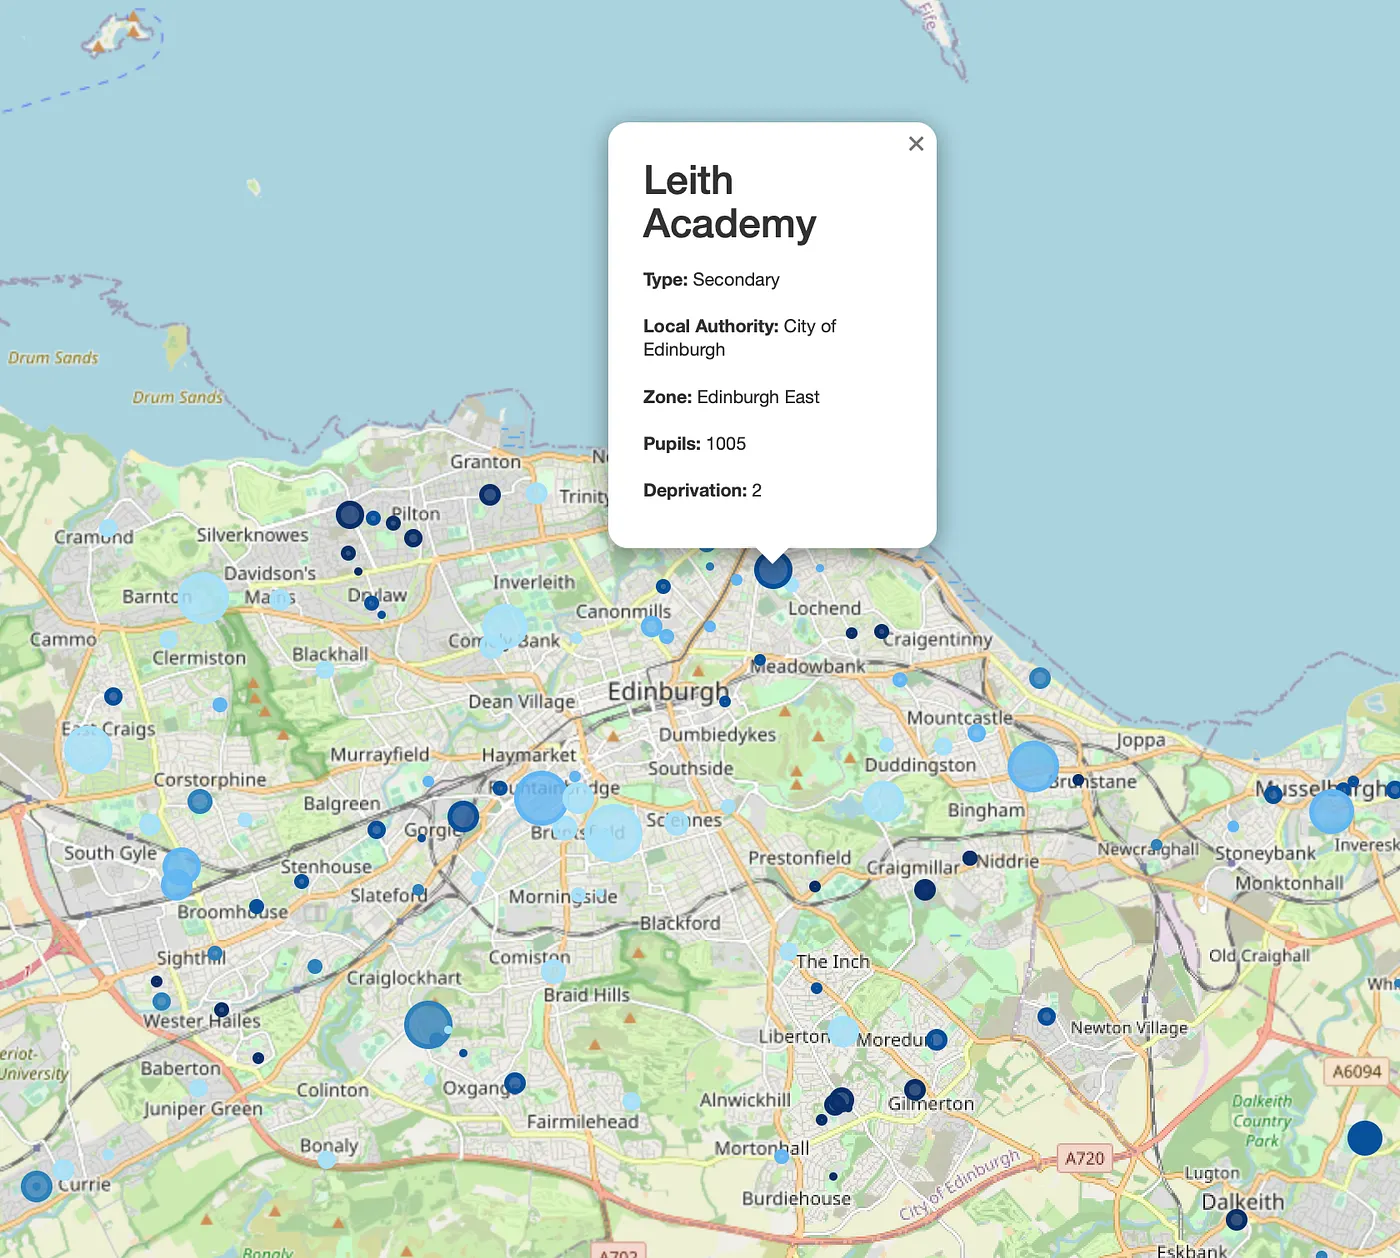 Fife
Leith
Academy
Type: Secondary
Local Authority: City of
Edinburgh
Zone: Edinburgh East
Pupils: 1005
Deprivation: 2
Drum Sands
Drum Sands
Granton
Trinity
Pilton
Cramond
Silverknowes
Davidson's
Mains
Inverleith
Barnton
Drylaw
Canonmills
Lochend
Cammo
Comely Bank
Craigentinny
Clermiston
Blackhall
Meadowbank
Edinburgh
Dean Village
East Craigs
Mountcastle
Dumbiedykes
Joppa
Murrayfield
Haymarket
Southside
Duddingston
Corstorphine
Fountainbridge
Brunstane
Musselburgh
Balgreen
Bingham
Gorgie
Bruntsfield
Sciennes
South Gyle
Prestonfield
Craigmillar
Niddrie
Newcraighall
Stoneybank
Inveresk
Stenhouse
Slateford
Morningside
Monktonhall
Broomhouse
Blackford
Sighthill
Craiglockhart
Comiston
The Inch
Old Craighall
Braid Hills
Whi
Wester Hailes
Liberton
Moredun
Newton Village
eriot-
University
Baberton
Colinton
Oxgangs
A6094
Juniper Green
Fairmilehead
Alnwickhill
Gilmerton
Dalkeith
Country
Park
Bonaly
Mortonhall
A720
Currie
Burdiehouse
City of Edinburgh
Lugton
Dalkeith
Bonaly
A702
Eskbank